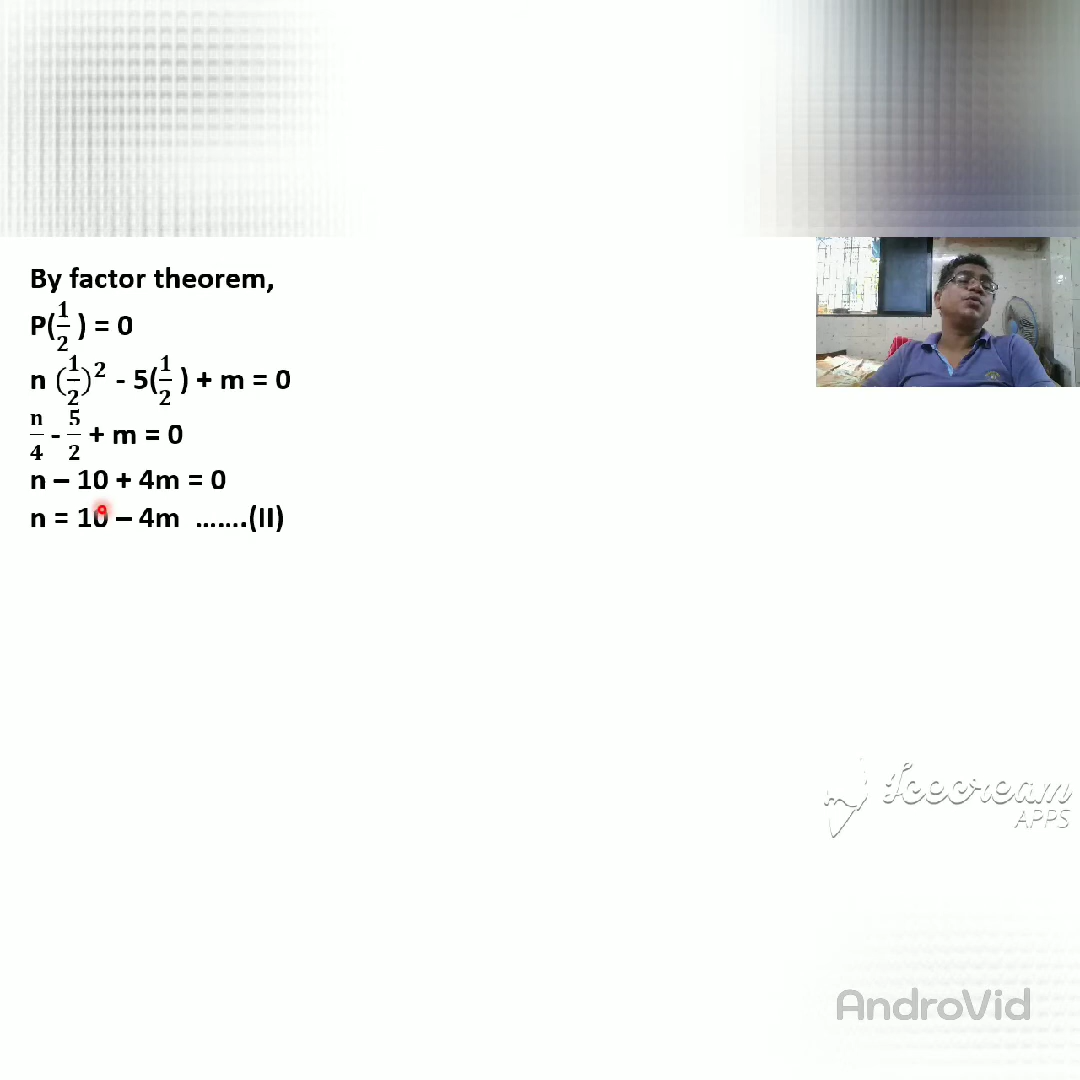 By factor theorem,
P(1/2 ) = 0
n (1/2)² - 5(1/2 ) + m = 0
n/4 - 5/2 + m = 0
n – 10 + 4m = 0
n = 10 – 4m .......(II)
Icecream
APPS
AndroVid